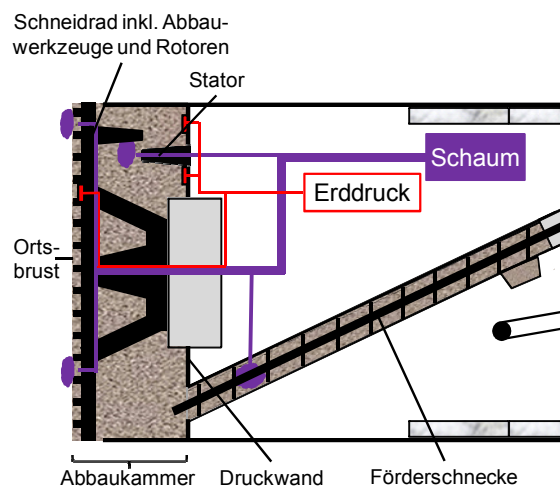 Schneidrad inkl. Abbau-
werkzeuge und Rotoren
Stator
Schaum
Erddruck
Orts-
brust
Abbaukammer
Druckwand
Förderschnecke